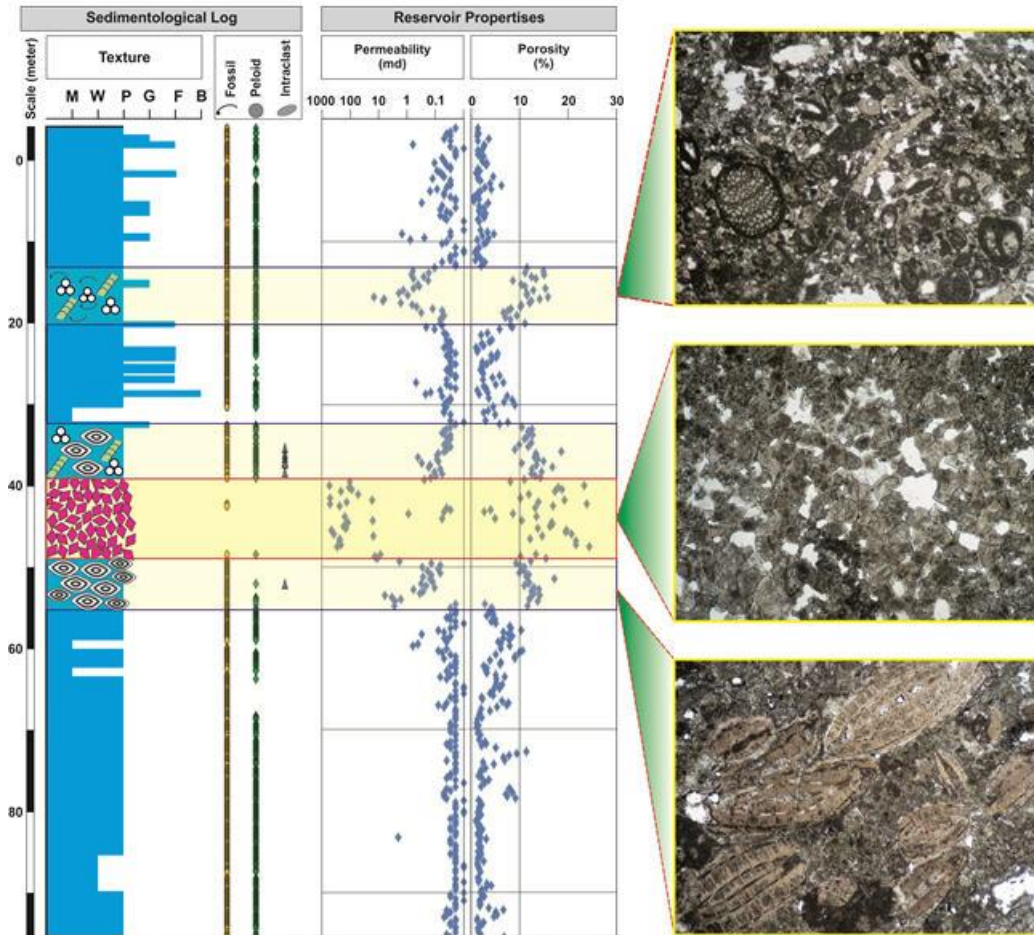 Sedimentological Log
Reservoir Propertises
Scale (meter)
Texture
M W P G F B
Fossil
Peloid
Intraclast
Permeability
(md)
Porosity
(%)
1000 100 10 1 0.1
0 10 20 30
0
20
40
60
80